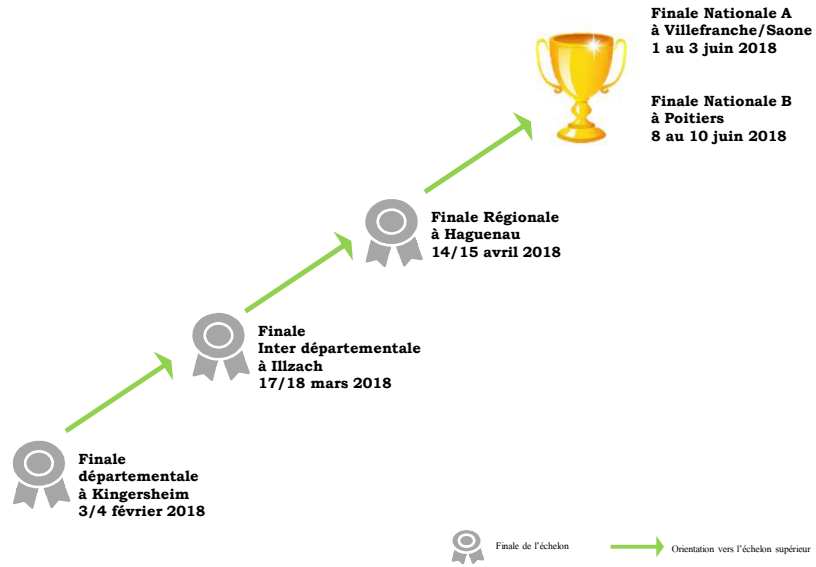 Finale Nationale A
à Villefranche/Saone
1 au 3 juin 2018
Finale Nationale B
à Poitiers
8 au 10 juin 2018
Finale Régionale
à Haguenau
14/15 avril 2018
Finale
Inter départementale
à Illzach
17/18 mars 2018
Finale
départementale
à Kingersheim
3/4 février 2018
Finale de l'échelon
Orientation vers l'échelon supérieur